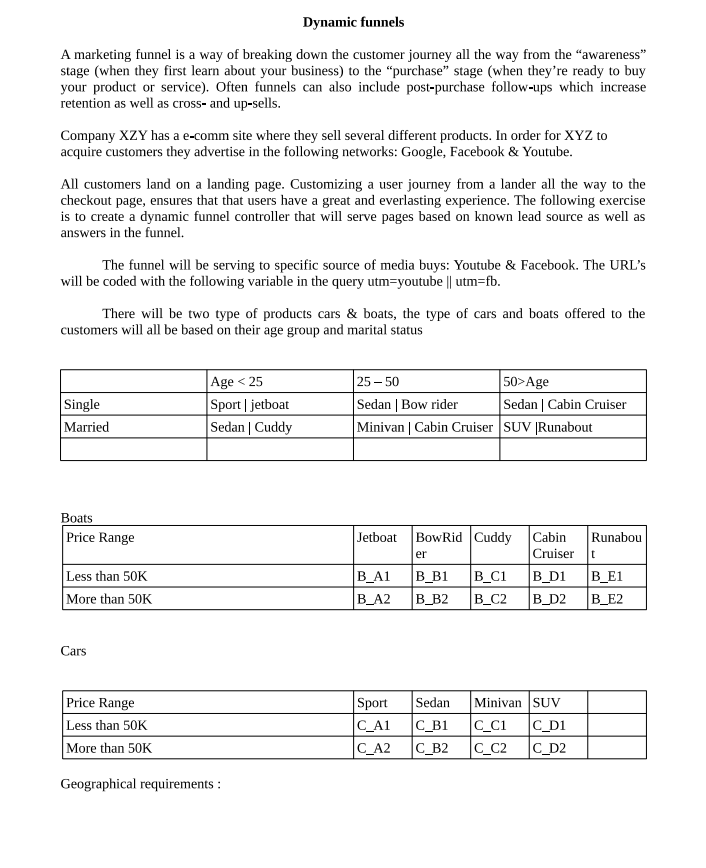 Dynamic funnels
A marketing funnel is a way of breaking down the customer journey all the way from the “awareness”
stage (when they first learn about your business) to the “purchase” stage (when they’re ready to buy
your product or service). Often funnels can also include post-purchase follow-ups which increase
retention as well as cross- and up-sells.
Company XZY has a e-comm site where they sell several different products. In order for XYZ to
acquire customers they advertise in the following networks: Google, Facebook & Youtube.
All customers land on a landing page. Customizing a user journey from a lander all the way to the
checkout page, ensures that that users have a great and everlasting experience. The following exercise
is to create a dynamic funnel controller that will serve pages based on known lead source as well as
answers in the funnel.
The funnel will be serving to specific source of media buys: Youtube & Facebook. The URL’s
will be coded with the following variable in the query utm=youtube || utm=fb.
There will be two type of products cars & boats, the type of cars and boats offered to the
customers will all be based on their age group and marital status
Age < 25 25 – 50 50>Age
Single Sport | jetboat Sedan | Bow rider Sedan | Cabin Cruiser
Married Sedan | Cuddy Minivan | Cabin Cruiser SUV |Runabout
Boats
Price Range Jetboat BowRid Cuddy Cabin Runabou
er Cruiser t
Less than 50K B_A1 B_B1 B_C1 B_D1 B_E1
More than 50K B_A2 B_B2 B_C2 B_D2 B_E2
Cars
Price Range Sport Sedan Minivan SUV
Less than 50K C_A1 C_B1 C_C1 C_D1
More than 50K C_A2 C_B2 C_C2 C_D2
Geographical requirements :